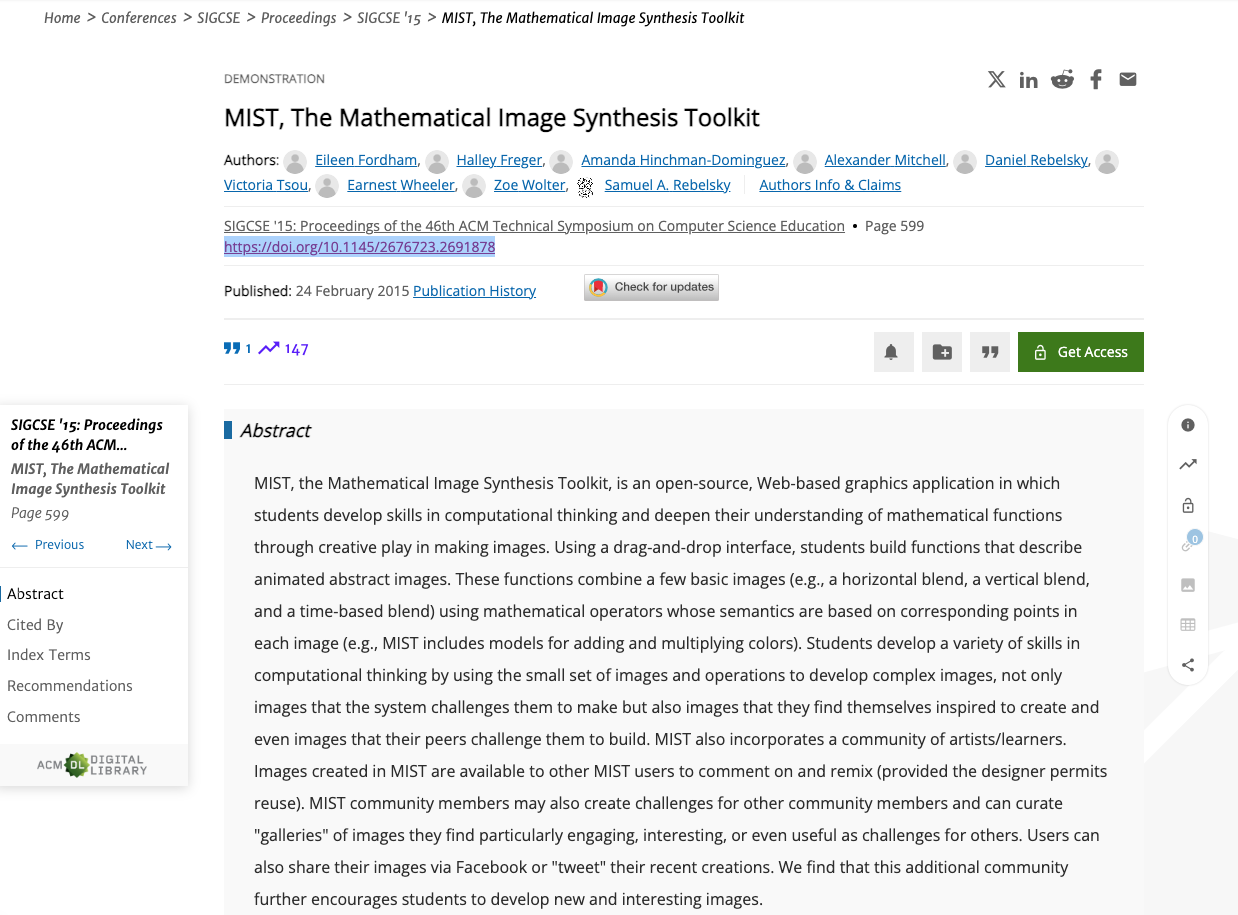 Home > Conferences > SIGCSE > Proceedings > SIGCSE '15 > MIST, The Mathematical Image Synthesis Toolkit
DEMONSTRATION
MIST, The Mathematical Image Synthesis Toolkit
Authors: Eileen Fordham, Halley Freger, Amanda Hinchman-Dominguez, Alexander Mitchell, Daniel Rebelsky,
Victoria Tsou, Earnest Wheeler, Zoe Wolter, Samuel A. Rebelsky Authors Info & Claims
SIGCSE '15: Proceedings of the 46th ACM Technical Symposium on Computer Science Education • Page 599
https://doi.org/10.1145/2676723.2691878
Published: 24 February 2015 Publication History Check for updates
1 147
Get Access
SIGCSE '15: Proceedings
of the 46th ACM...
MIST, The Mathematical
Image Synthesis Toolkit
Page 599
Previous Next
Abstract
Cited By
Index Terms
Recommendations
Comments
ACM DL DIGITAL
LIBRARY
Abstract
MIST, the Mathematical Image Synthesis Toolkit, is an open-source, Web-based graphics application in which
students develop skills in computational thinking and deepen their understanding of mathematical functions
through creative play in making images. Using a drag-and-drop interface, students build functions that describe
animated abstract images. These functions combine a few basic images (e.g., a horizontal blend, a vertical blend,
and a time-based blend) using mathematical operators whose semantics are based on corresponding points in
each image (e.g., MIST includes models for adding and multiplying colors). Students develop a variety of skills in
computational thinking by using the small set of images and operations to develop complex images, not only
images that the system challenges them to make but also images that they find themselves inspired to create and
even images that their peers challenge them to build. MIST also incorporates a community of artists/learners.
Images created in MIST are available to other MIST users to comment on and remix (provided the designer permits
reuse). MIST community members may also create challenges for other community members and can curate
"galleries" of images they find particularly engaging, interesting, or even useful as challenges for others. Users can
also share their images via Facebook or "tweet" their recent creations. We find that this additional community
further encourages students to develop new and interesting images.
0